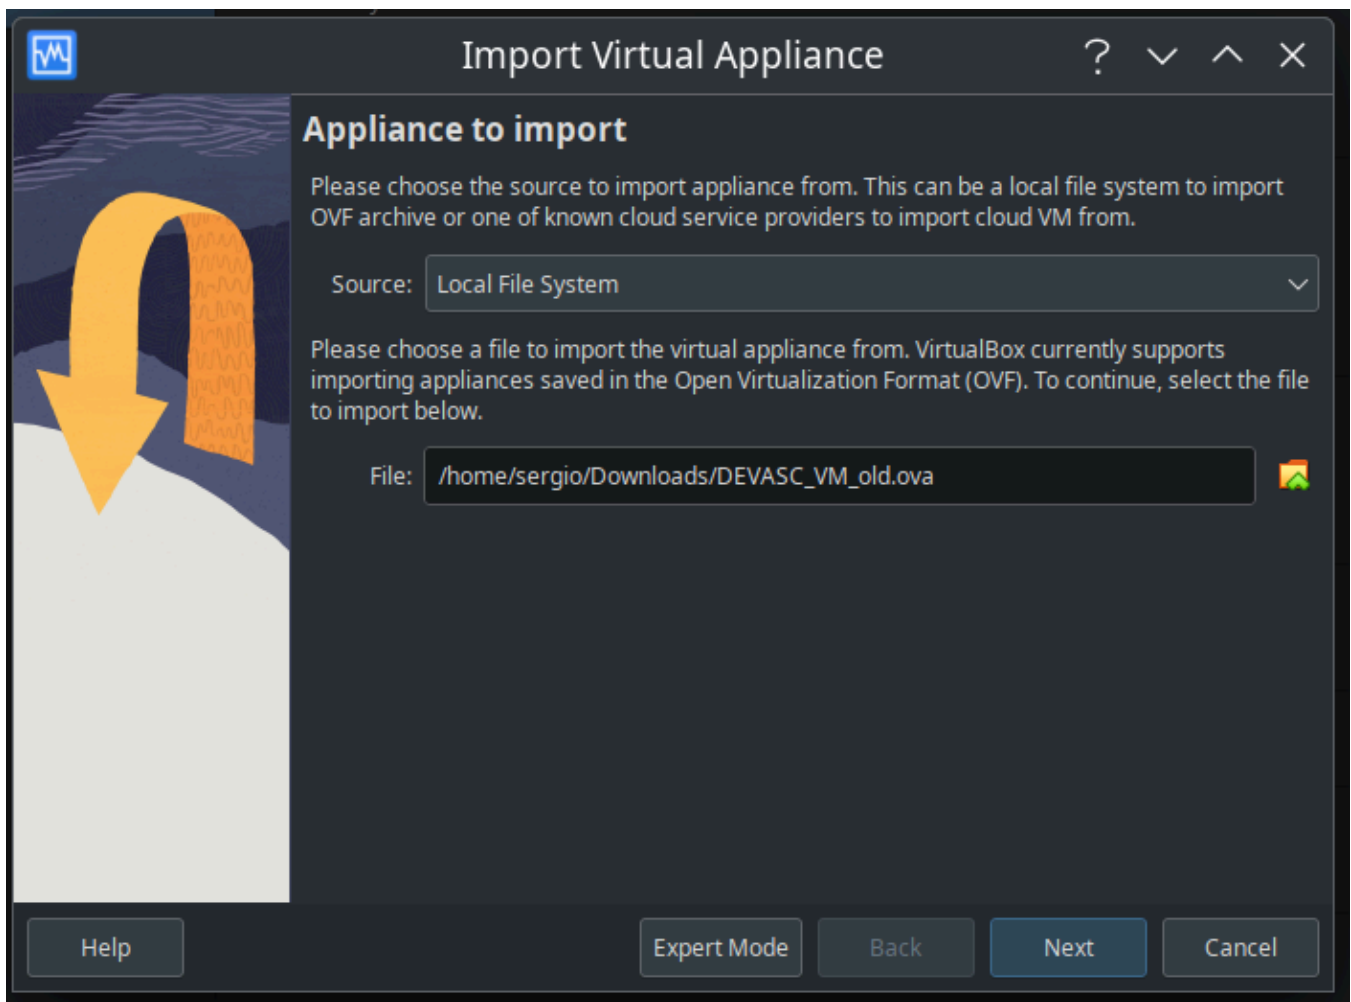 Import Virtual Appliance
Appliance to import
Please choose the source to import appliance from. This can be a local file system to import
OVF archive or one of known cloud service providers to import cloud VM from.
Source: Local File System
Please choose a file to import the virtual appliance from. VirtualBox currently supports
importing appliances saved in the Open Virtualization Format (OVF). To continue, select the file
to import below.
File: /home/sergio/Downloads/DEVASC_VM_old.ova
Help Expert Mode Back Next Cancel